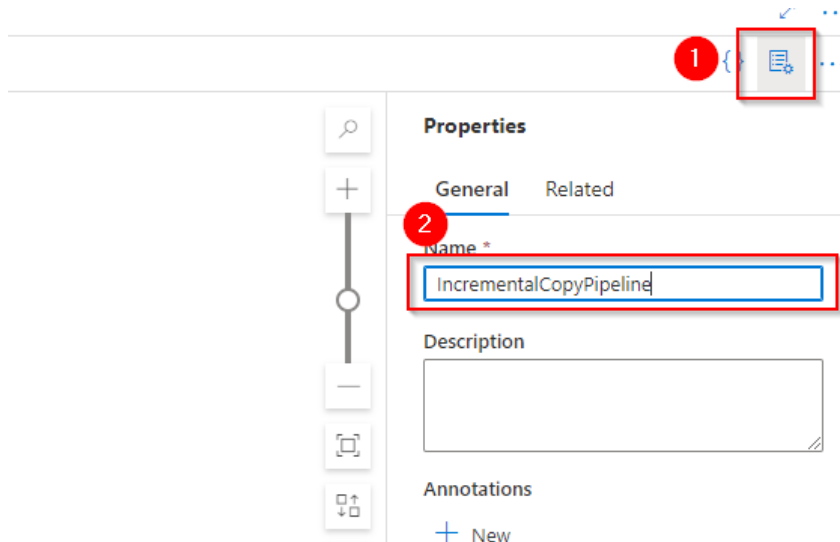 1
{}
Properties
General Related
2
Name *
IncrementalCopyPipeline
Description
Annotations
+ New